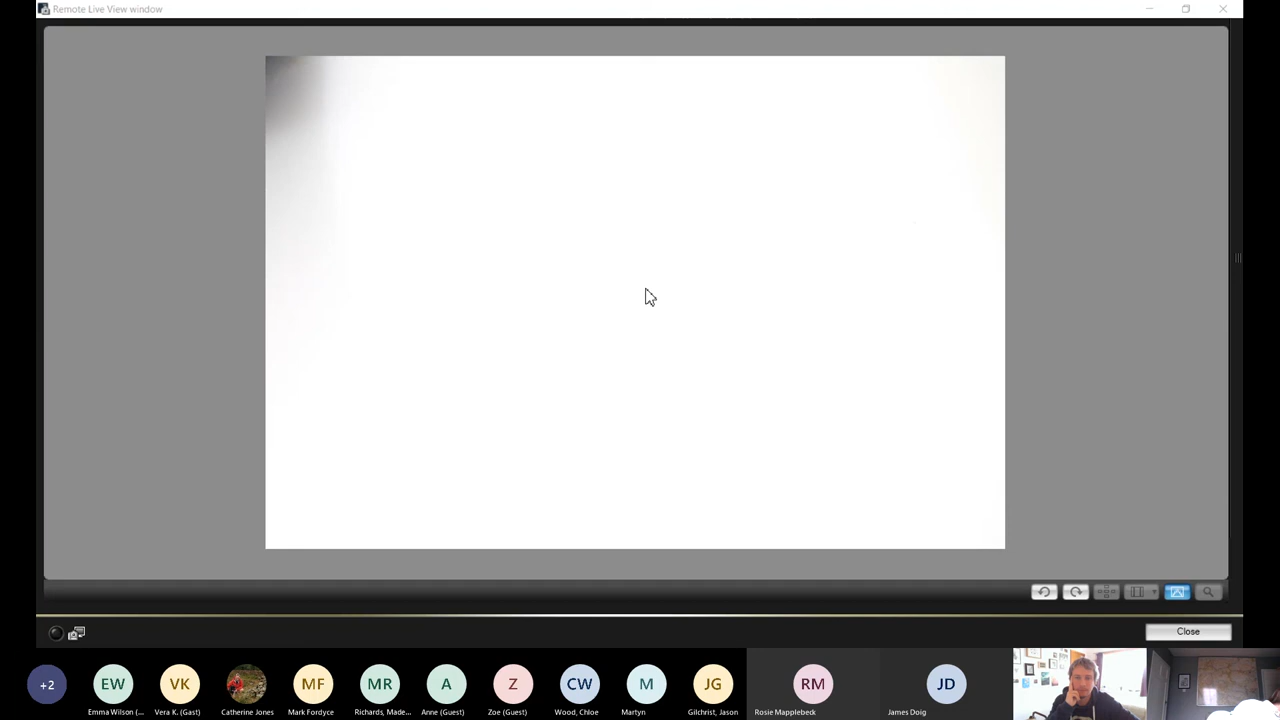 Remote Live View window
Close
+2
EW
VK
MF
MR
A
Z
CW
M
JG
RM
JD
Emma Wilson (...
Vera K. (Gast)
Catherine Jones
Mark Fordyce
Richards, Made...
Anne (Guest)
Zoe (Guest)
Wood, Chloe
Martyn
Gilchrist, Jason
Rosie Mapplebeck
James Doig